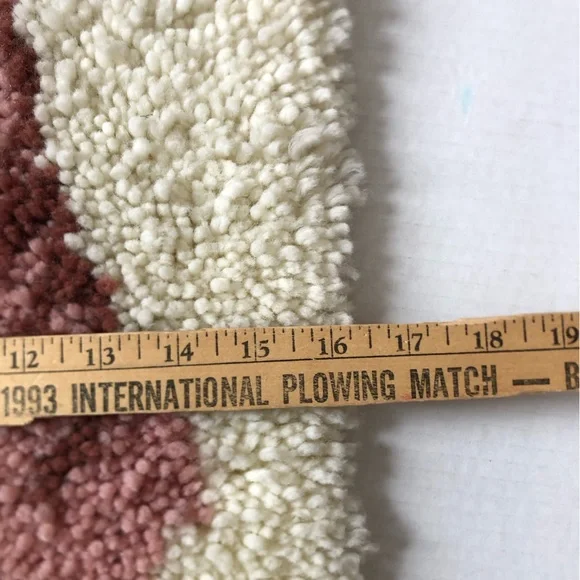 12 13 14 15 16 17 18 19
1993 INTERNATIONAL PLOWING MATCH — B